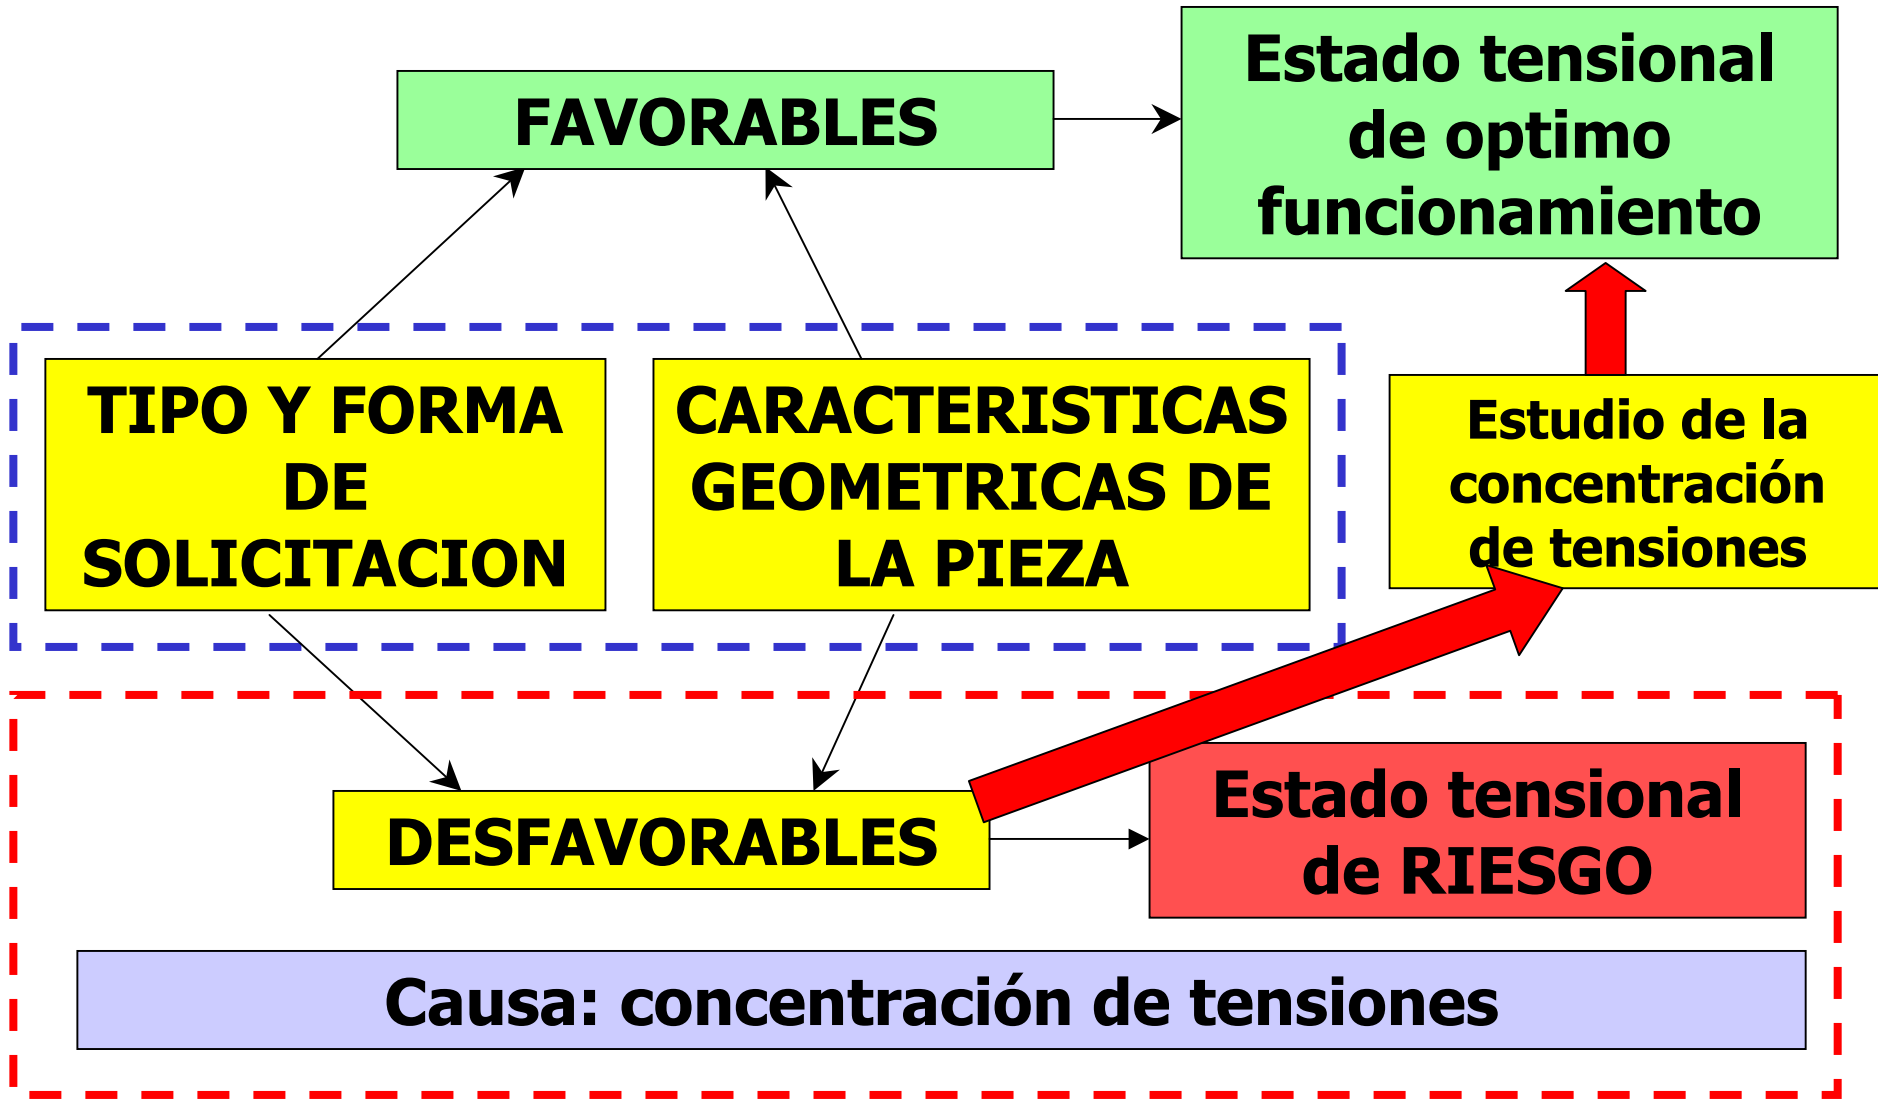 FAVORABLES
Estado tensional
de optimo
funcionamiento
TIPO Y FORMA
DE
SOLICITACION
CARACTERISTICAS
GEOMETRICAS DE
LA PIEZA
Estudio de la
concentración
de tensiones
DESFAVORABLES
Estado tensional
de RIESGO
Causa: concentración de tensiones